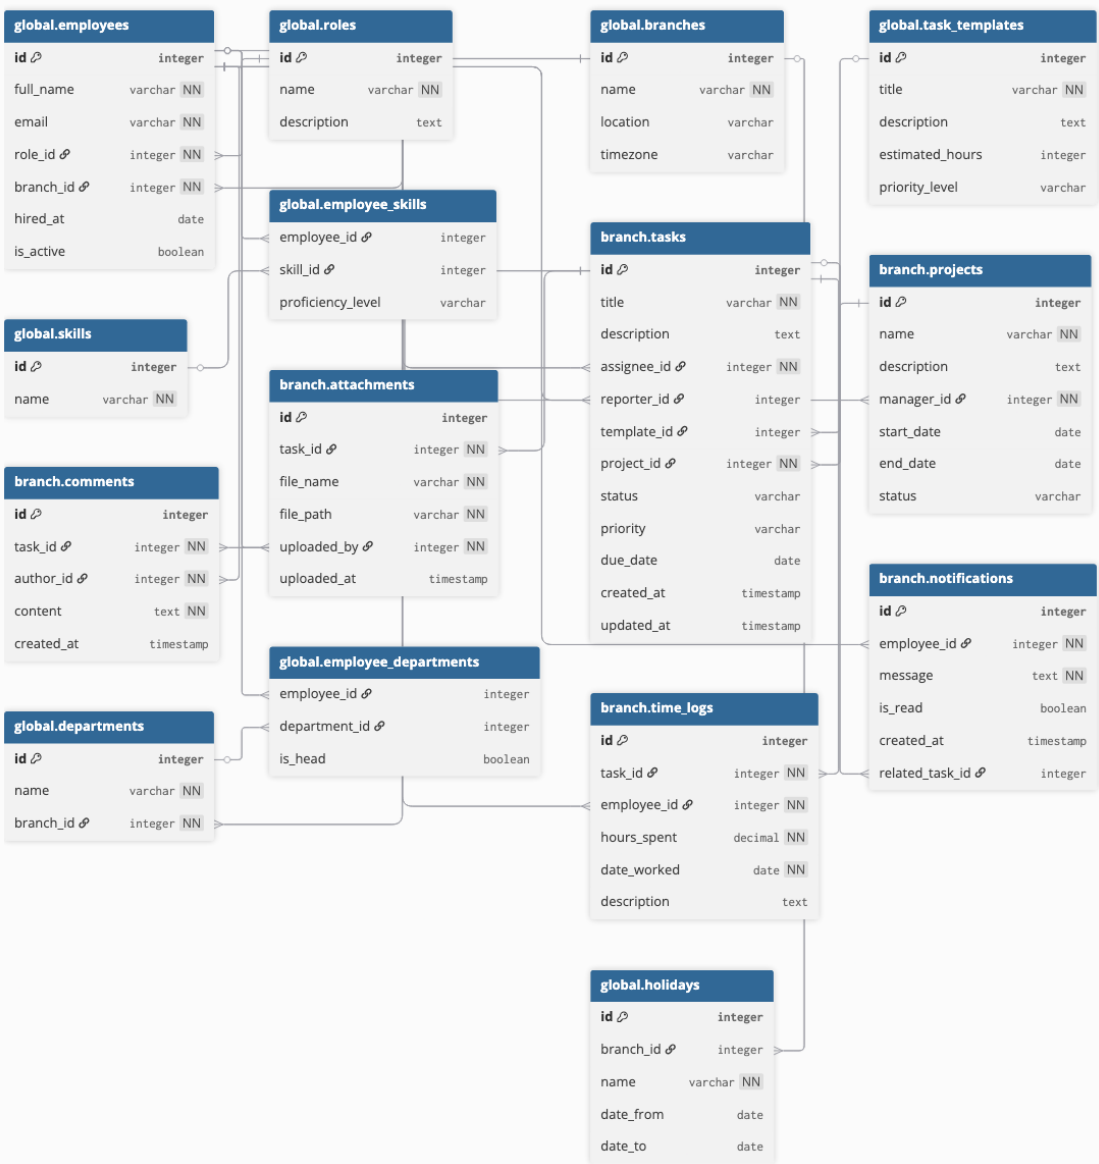 global.employees
id integer
full_name varchar NN
email varchar NN
role_id integer NN
branch_id integer NN
hired_at date
is_active boolean
global.roles
id integer
name varchar NN
description text
global.branches
id integer
name varchar NN
location varchar
timezone varchar
global.task_templates
id integer
title varchar NN
description text
estimated_hours integer
priority_level varchar
global.employee_skills
employee_id integer
skill_id integer
proficiency_level varchar
branch.tasks
id integer
title varchar NN
description text
assignee_id integer NN
reporter_id integer
template_id integer
project_id integer NN
status varchar
priority varchar
due_date date
created_at timestamp
updated_at timestamp
branch.projects
id integer
name varchar NN
description text
manager_id integer NN
start_date date
end_date date
status varchar
global.skills
id integer
name varchar NN
branch.attachments
id integer
task_id integer NN
file_name varchar NN
file_path varchar NN
uploaded_by integer NN
uploaded_at timestamp
branch.comments
id integer
task_id integer NN
author_id integer NN
content text NN
created_at timestamp
branch.notifications
id integer
employee_id integer NN
message text NN
is_read boolean
created_at timestamp
related_task_id integer
global.employee_departments
employee_id integer
department_id integer
is_head boolean
global.departments
id integer
name varchar NN
branch_id integer NN
branch.time_logs
id integer
task_id integer NN
employee_id integer NN
hours_spent decimal NN
date_worked date NN
description text
global.holidays
id integer
branch_id integer
name varchar NN
date_from date
date_to date